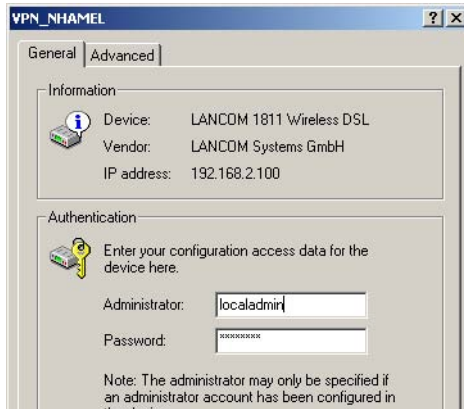 VPN_NHAMEL
General Advanced
Information
Device: LANCOM 1811 Wireless DSL
Vendor: LANCOM Systems GmbH
IP address: 192.168.2.100
Authentication
Enter your configuration access data for the
device here.
Administrator: localadmin
Password: xxxxxxxx
Note: The administrator may only be specified if
an administrator account has been configured in